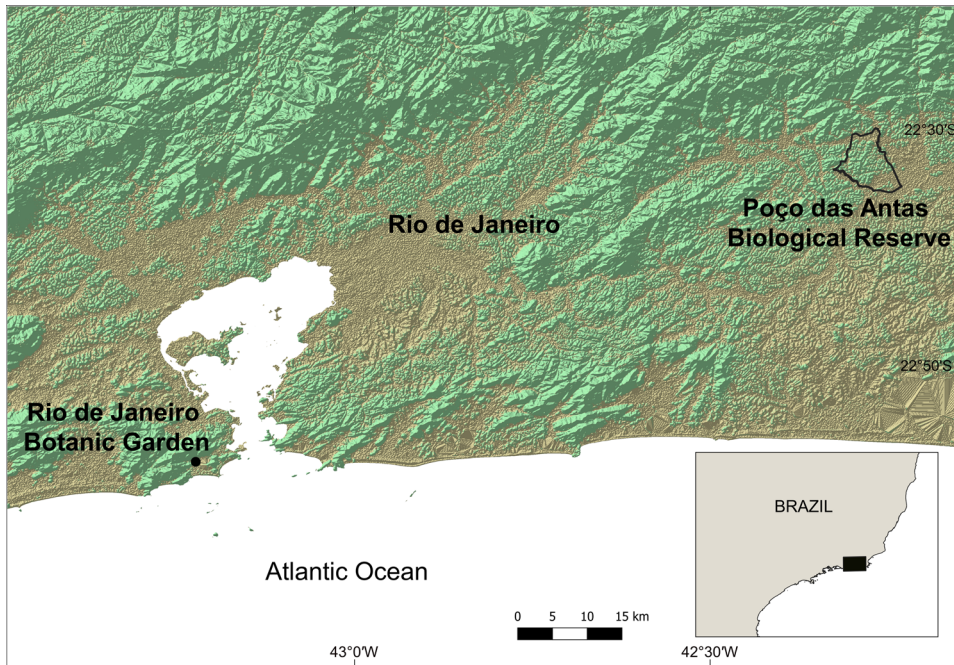 22°30'S
Rio de Janeiro
Poço das Antas
Biological Reserve
22°50'S
Rio de Janeiro
Botanic Garden
BRAZIL
Atlantic Ocean
0 5 10 15 km
43°0'W
42°30'W